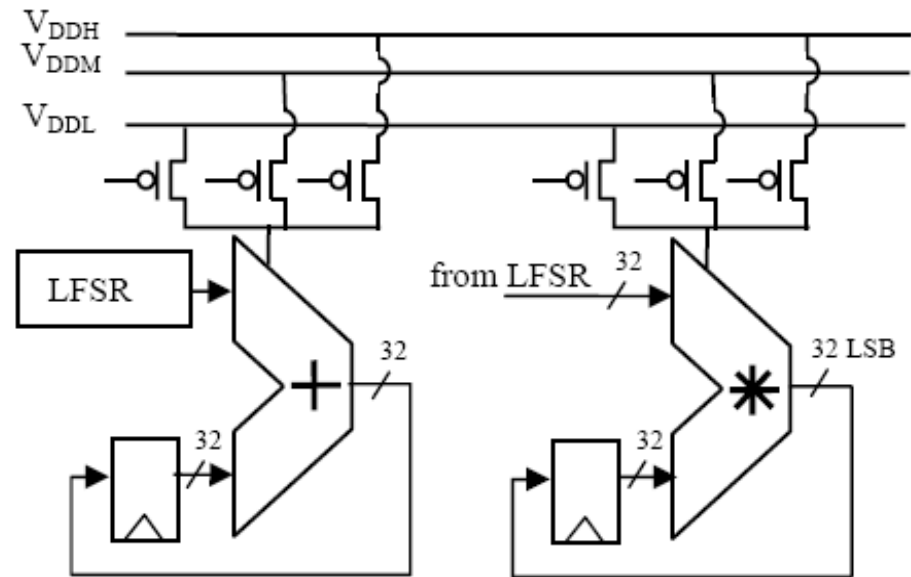 VDDH
VDDM
VDDL
LFSR
+
32
32
from LFSR
32
*
32 LSB
32